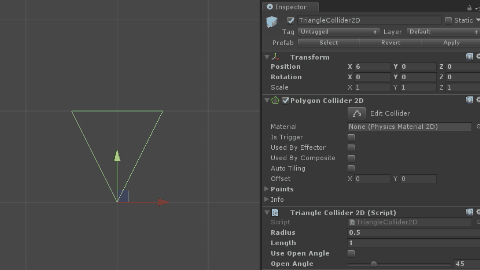 Inspector
TriangleCollider2D Static
Tag Untagged Layer Default
Prefab Select Revert Apply
Transform
Position X 6 Y 0 Z 0
Rotation X 0 Y 0 Z 0
Scale X 1 Y 1 Z 1
Polygon Collider 2D
Edit Collider
Material None (Physics Material 2D)
Is Trigger
Used By Effector
Used By Composite
Auto Tiling
Offset X 0 Y 0
Points
Info
Triangle Collider 2D (Script)
Script TriangleCollider2D
Radius 0.5
Length 1
Use Open Angle
Open Angle 45